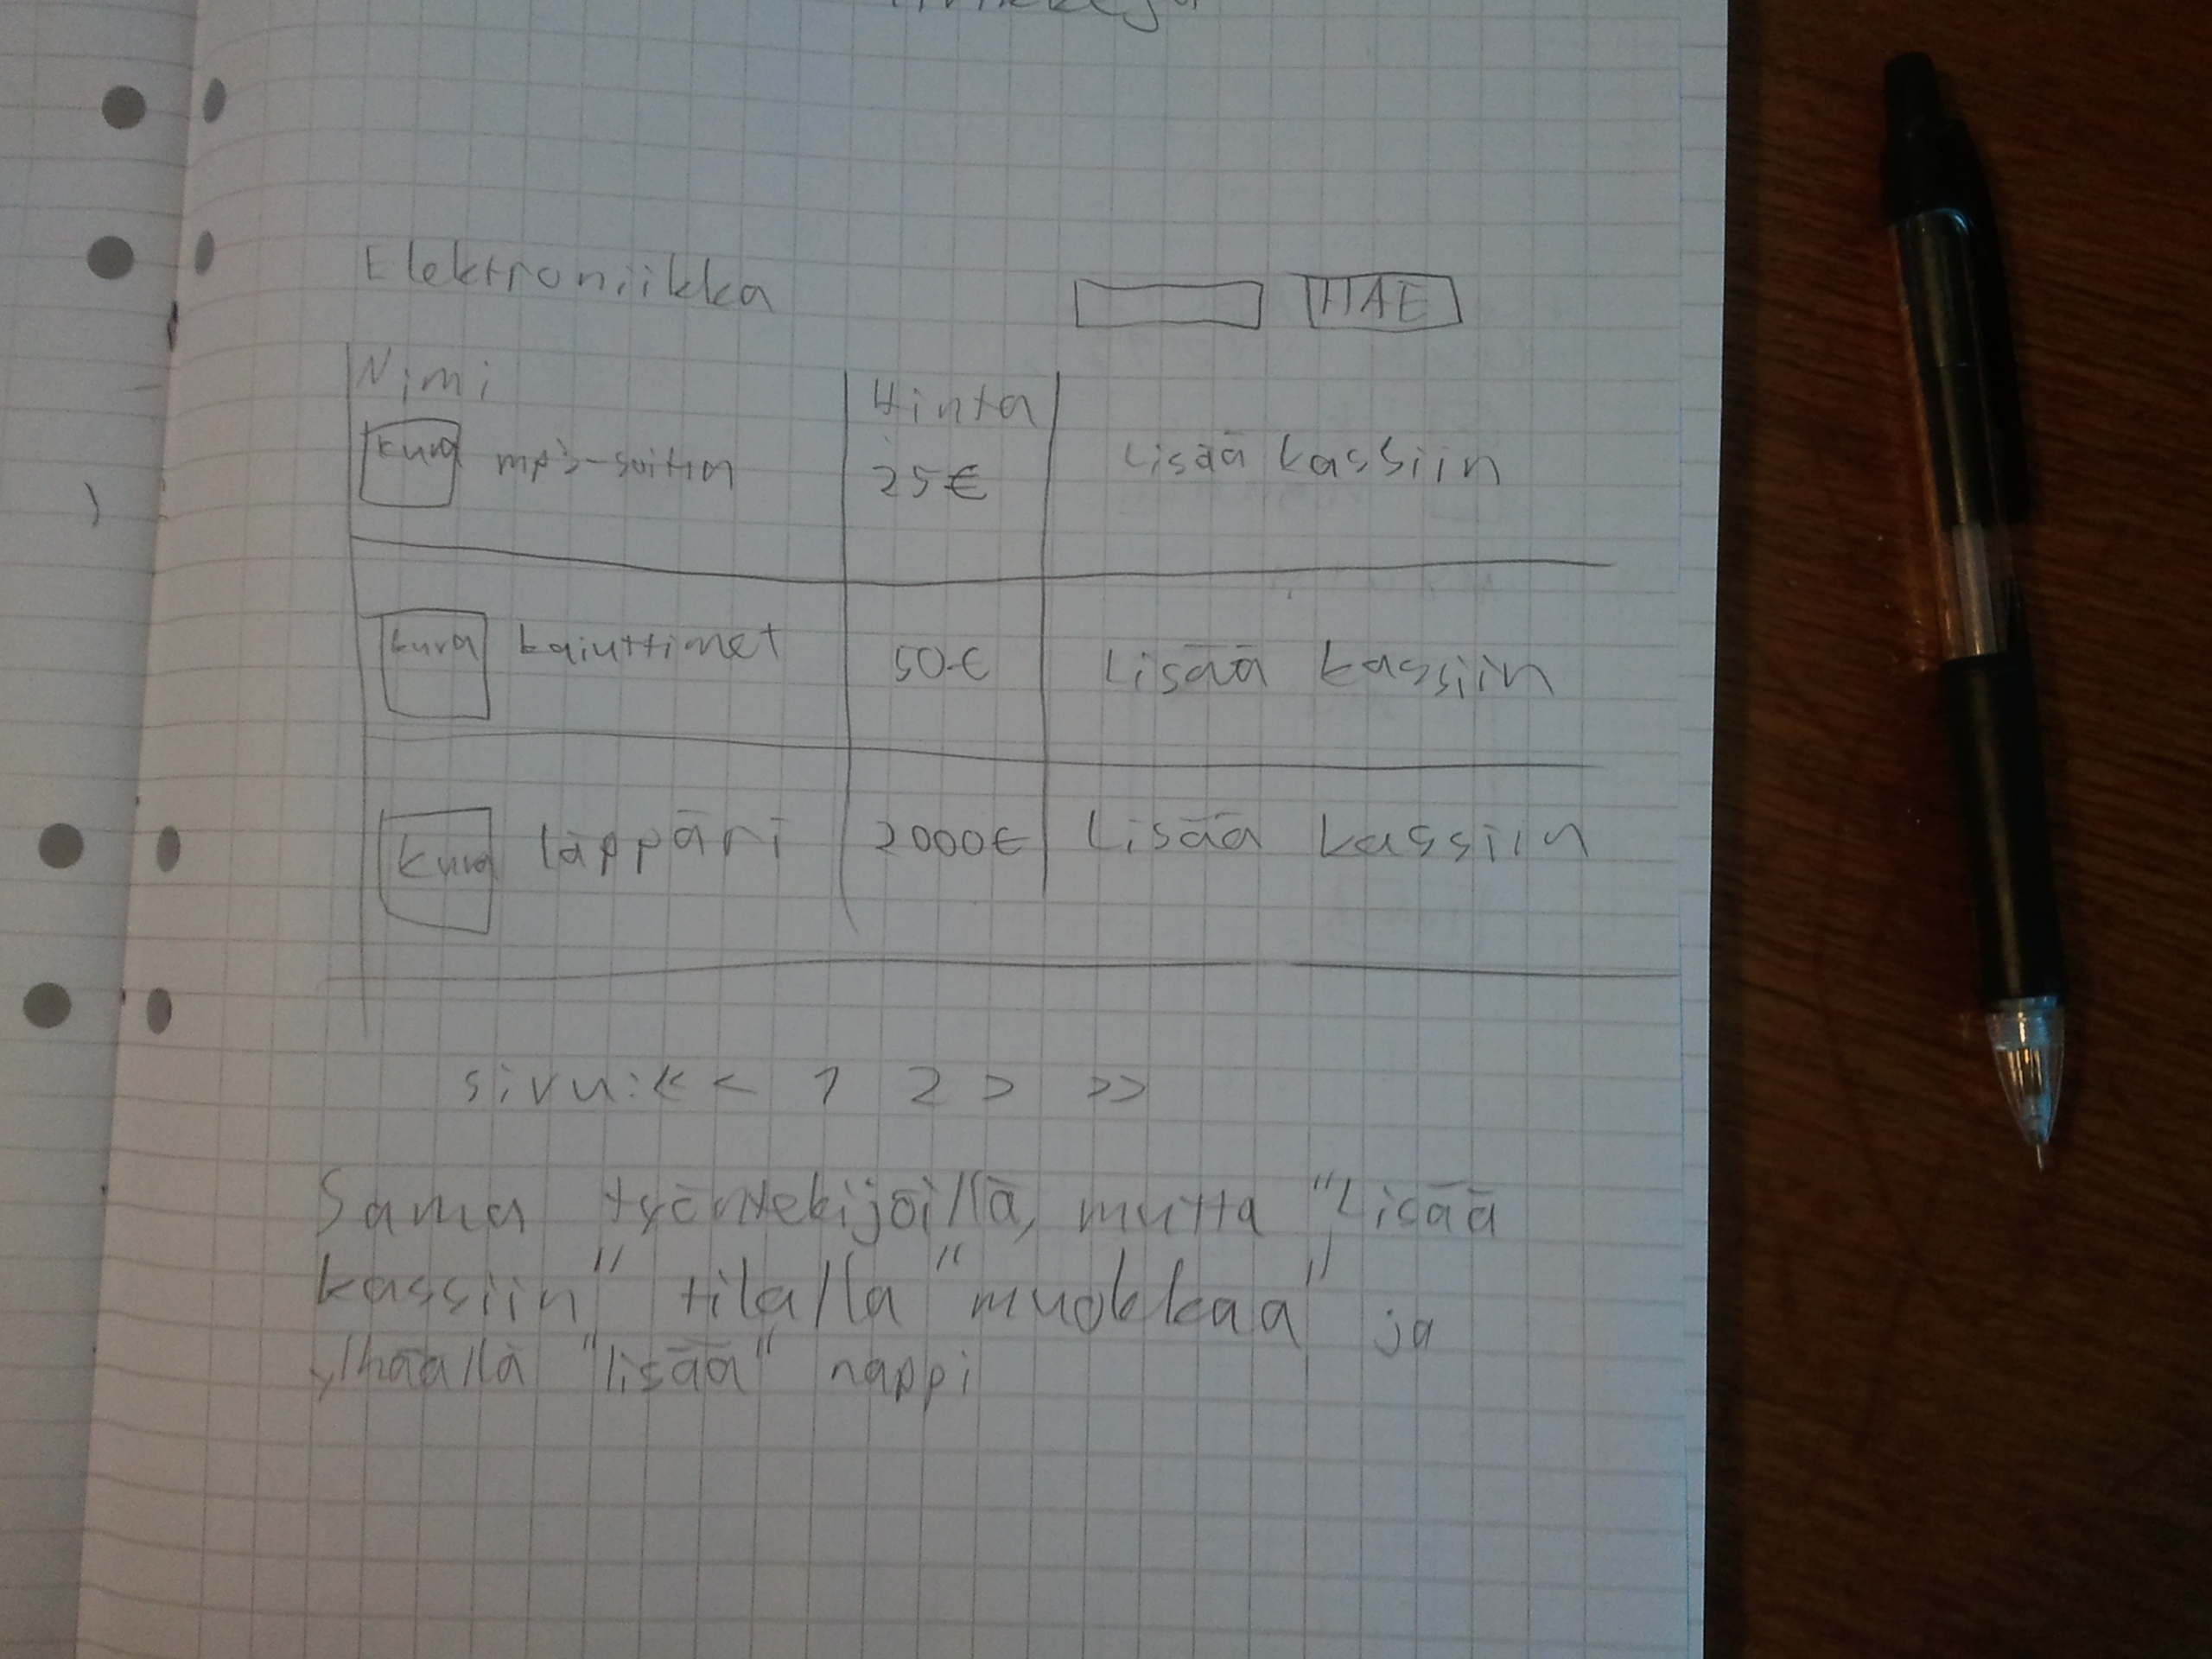 Elektroniikka HAE
Nimi Hinta
kuva mp3-soitin 25€ Lisää kassiin
kuva kaiuttimet 50€ Lisää kassiin
kuva läppäri 2000€ Lisää kassiin
sivu: << < 1 2 > >>
Sama työntekijöillä, mutta "Lisää
kassiin" tilalla "muokkaa" ja
ylhäällä "lisää" nappi